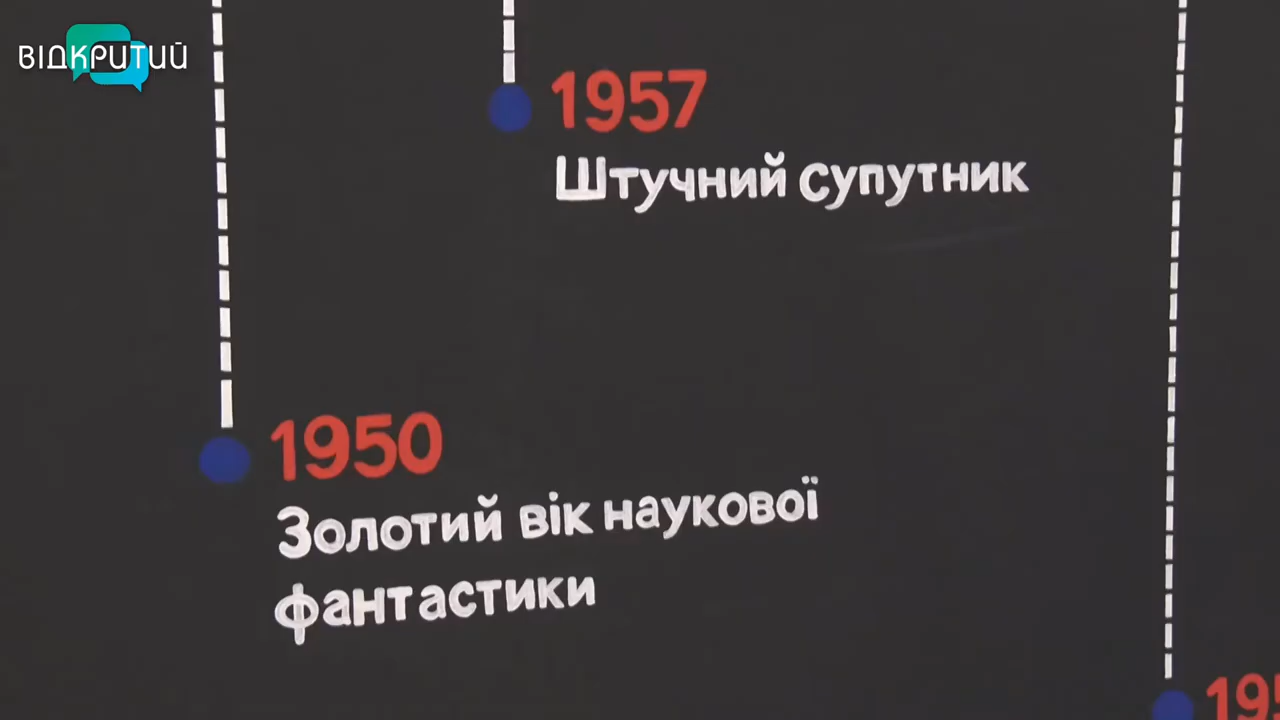 ВІДКРИТИЙ
1957
Штучний супутник
1950
Золотий вік наукової
фантастики